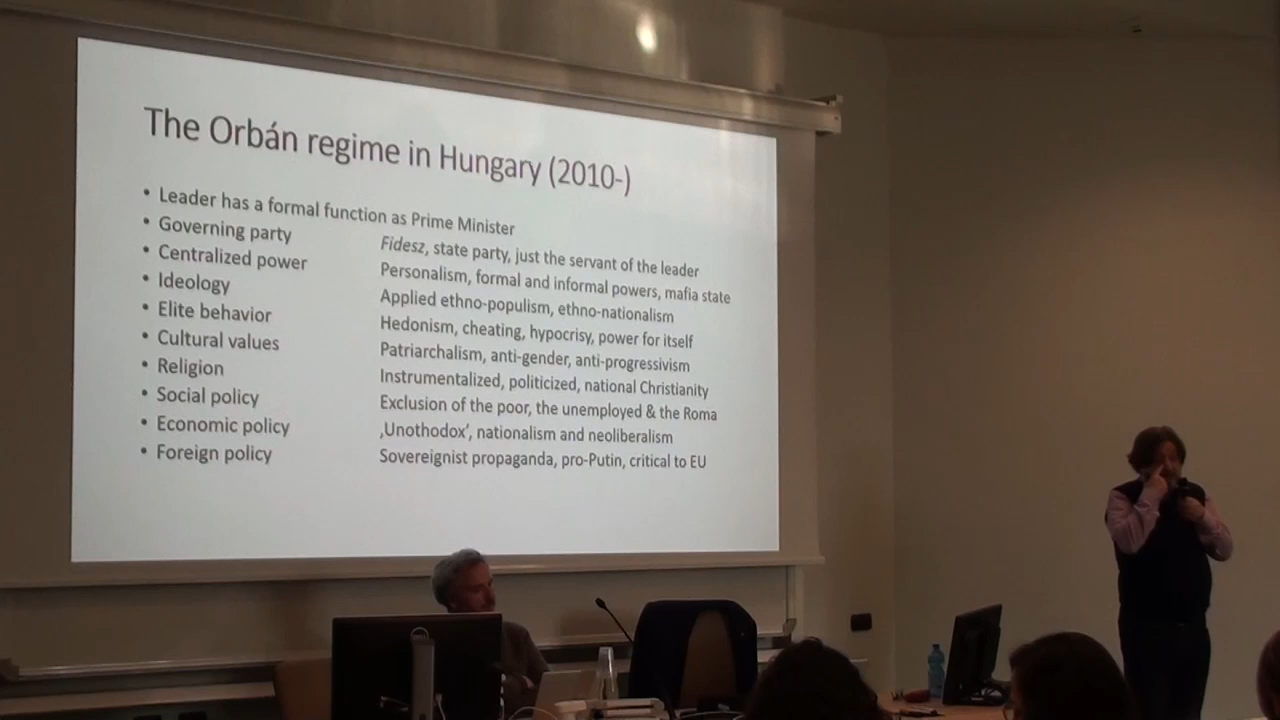 The Orbán regime in Hungary (2010-)
• Leader has a formal function as Prime Minister
• Governing party Fidesz, state party, just the servant of the leader
• Centralized power Personalism, formal and informal powers, mafia state
• Ideology Applied ethno-populism, ethno-nationalism
• Elite behavior Hedonism, cheating, hypocrisy, power for itself
• Cultural values Patriarchalism, anti-gender, anti-progressivism
• Religion Instrumentalized, politicized, national Christianity
• Social policy Exclusion of the poor, the unemployed & the Roma
• Economic policy ‚Unothodox’, nationalism and neoliberalism
• Foreign policy Sovereignist propaganda, pro-Putin, critical to EU